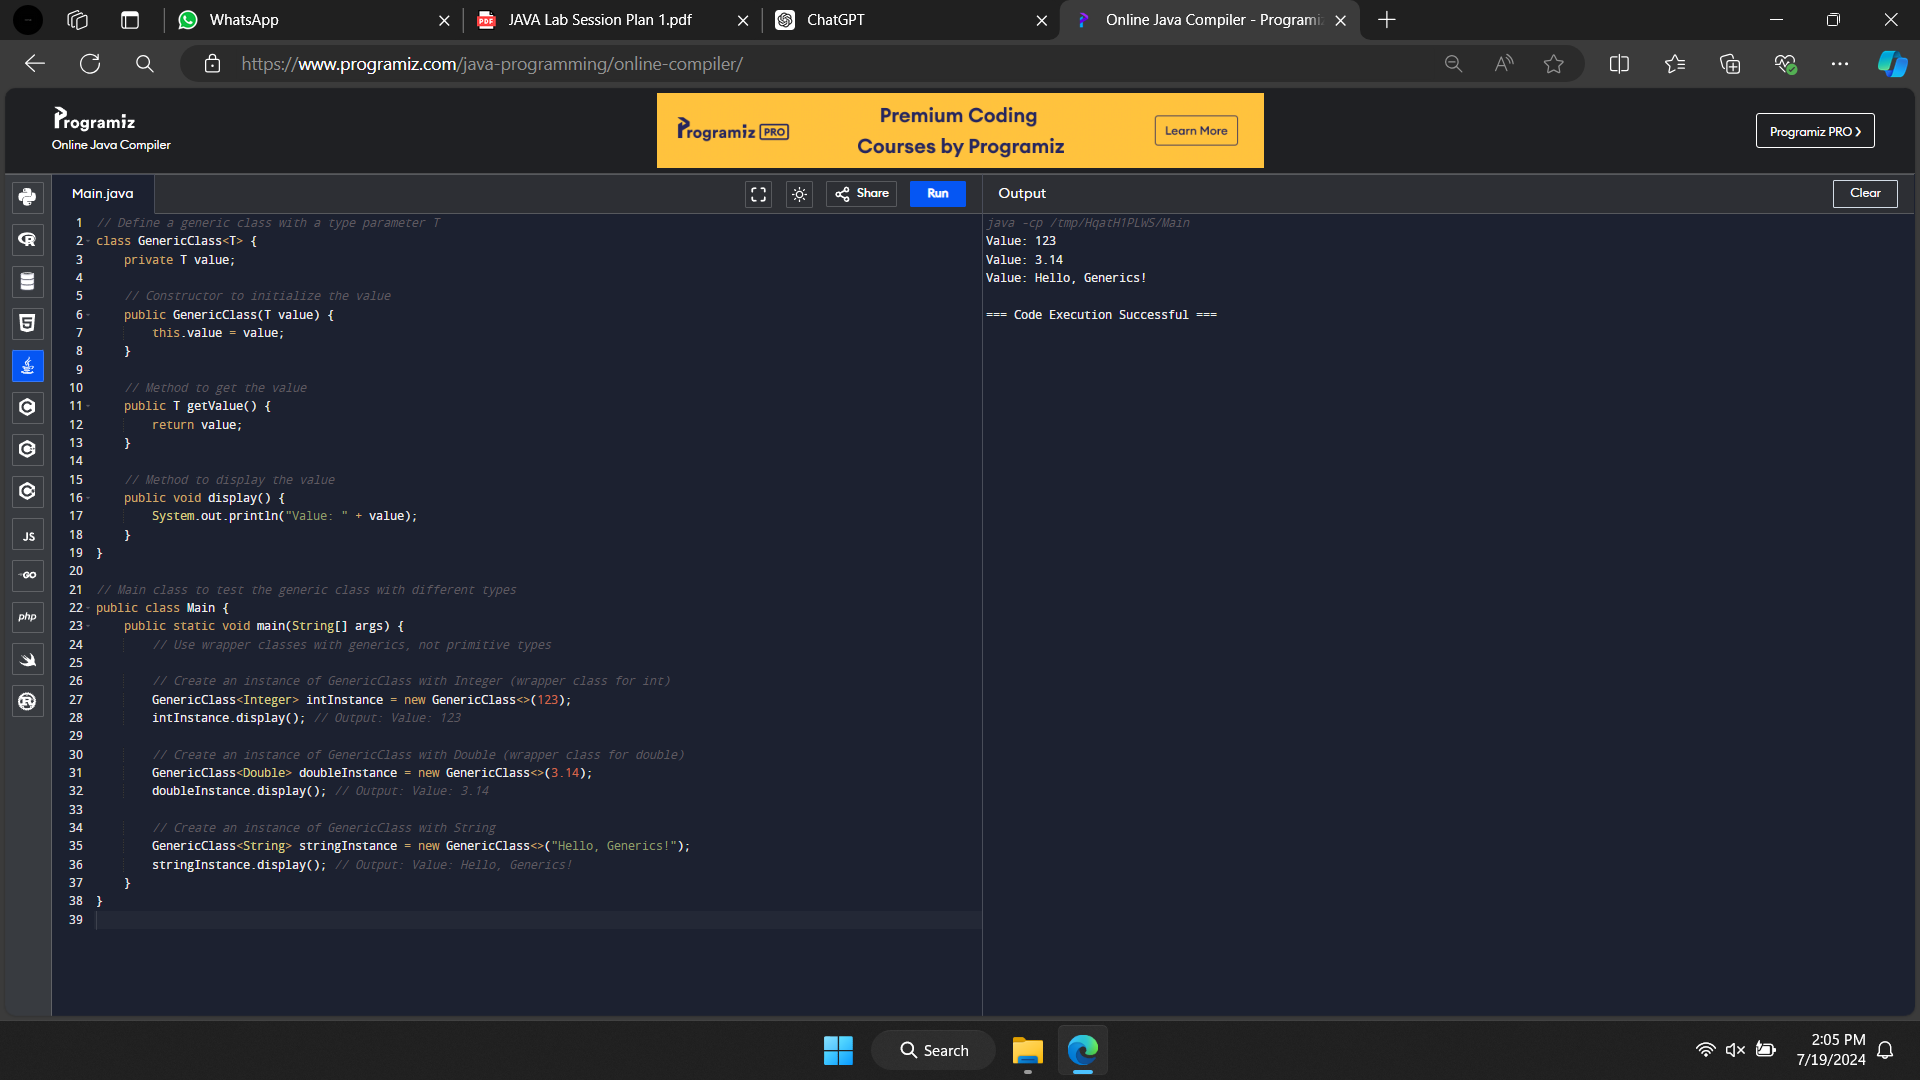 WhatsApp
JAVA Lab Session Plan 1.pdf
ChatGPT
Online Java Compiler - Programiz
https://www.programiz.com/java-programming/online-compiler/
Programiz
Online Java Compiler
Programiz PRO
Premium Coding
Courses by Programiz
Learn More
Programiz PRO
Main.java
Share
Run
Output
Clear
1 // Define a generic class with a type parameter T
2 class GenericClass<T> {
3 private T value;
4
5 // Constructor to initialize the value
6 public GenericClass(T value) {
7 this.value = value;
8 }
9
10 // Method to get the value
11 public T getValue() {
12 return value;
13 }
14
15 // Method to display the value
16 public void display() {
17 System.out.println("Value: " + value);
18 }
19 }
20
21 // Main class to test the generic class with different types
22 public class Main {
23 public static void main(String[] args) {
24 // Use wrapper classes with generics, not primitive types
25
26 // Create an instance of GenericClass with Integer (wrapper class for int)
27 GenericClass<Integer> intInstance = new GenericClass<>(123);
28 intInstance.display(); // Output: Value: 123
29
30 // Create an instance of GenericClass with Double (wrapper class for double)
31 GenericClass<Double> doubleInstance = new GenericClass<>(3.14);
32 doubleInstance.display(); // Output: Value: 3.14
33
34 // Create an instance of GenericClass with String
35 GenericClass<String> stringInstance = new GenericClass<>("Hello, Generics!");
36 stringInstance.display(); // Output: Value: Hello, Generics!
37 }
38 }
39
java -cp /tmp/HqatH1PLW5/Main
Value: 123
Value: 3.14
Value: Hello, Generics!
=== Code Execution Successful ===
JS
GO
php
Search
2:05 PM
7/19/2024